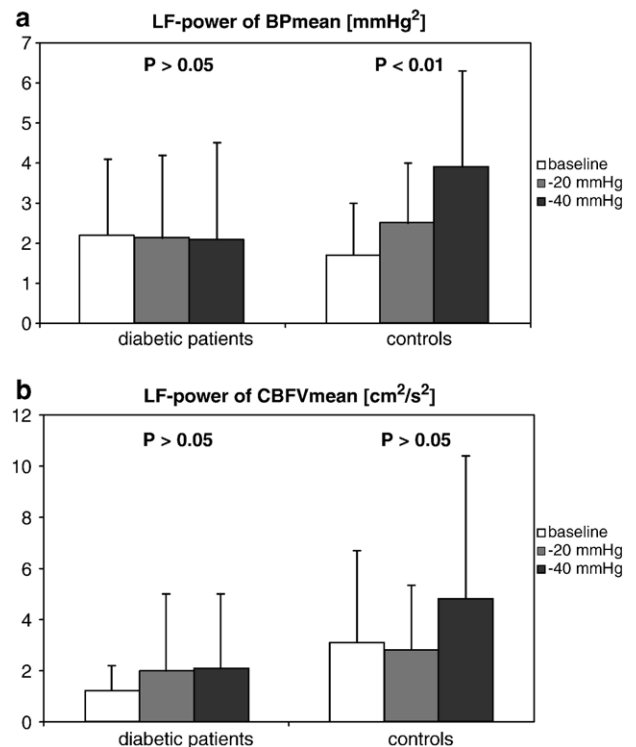 a
LF-power of BPmean [mmHg²]
7
6
5
4
3
2
1
0
P > 0.05
P < 0.01
baseline
-20 mmHg
-40 mmHg
diabetic patients
controls
b
LF-power of CBFVmean [cm²/s²]
12
10
8
6
4
2
0
P > 0.05
P > 0.05
baseline
-20 mmHg
-40 mmHg
diabetic patients
controls